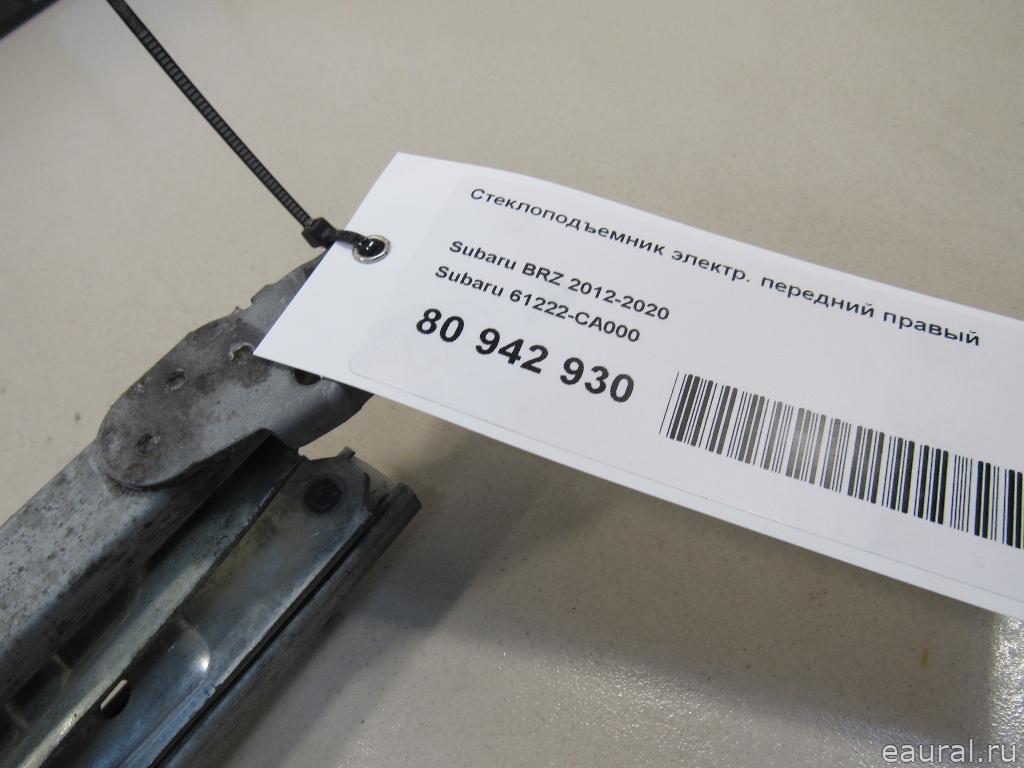 Стеклоподъемник электр. передний правый
Subaru BRZ 2012-2020
Subaru 61222-CA000
80 942 930
eaural.ru